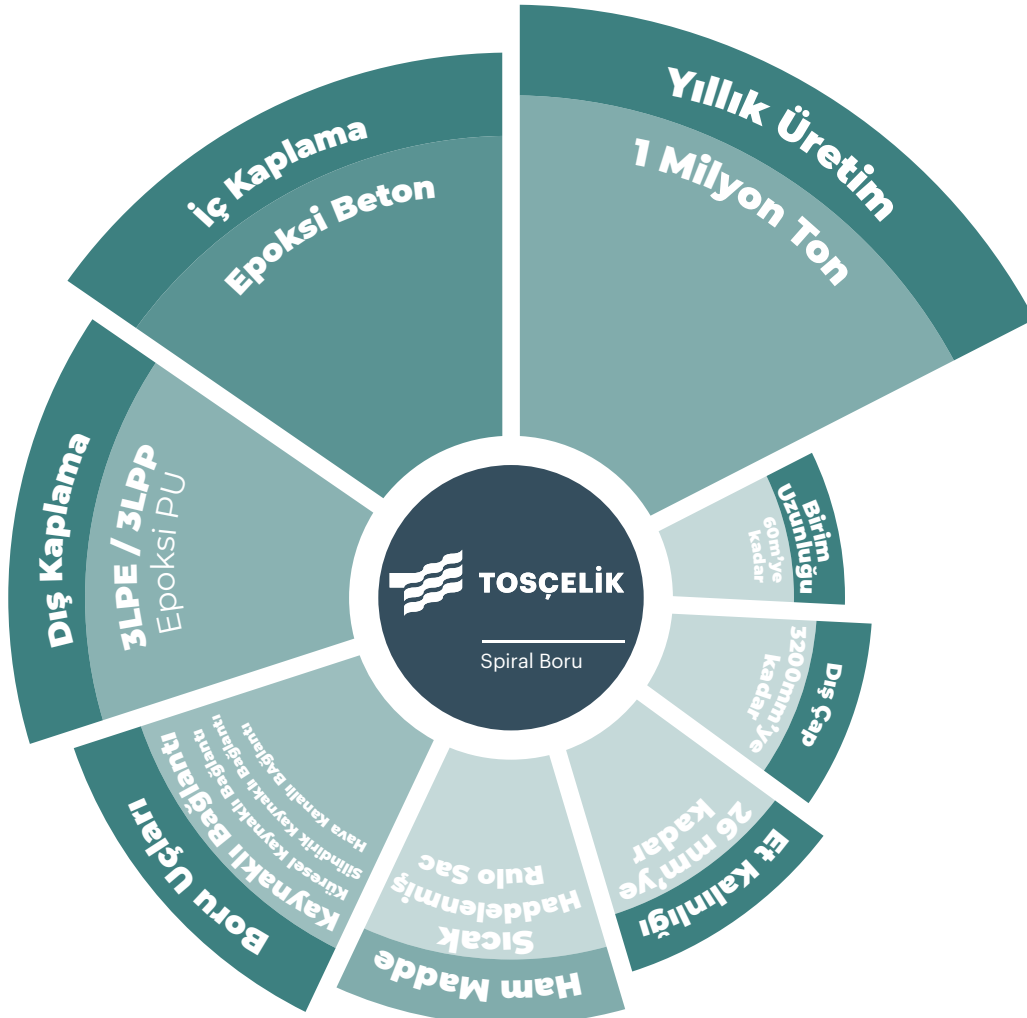 Yıllık Üretim
1 Milyon Ton
Birim
Uzunluğu
60m'ye
kadar
Dış Çap
3200mm'ye
kadar
Et Kalınlığı
26 mm'ye
kadar
Ham Madde
Sıcak
Haddelenmiş
Rulo Sac
Boru Uçları
Kaynaklı Bağlantı
Küresel Kaynaklı Bağlantı
silindirik Kaynaklı Bağlantı
Hava Kanallı BAğlantı
Dış Kaplama
3LPE / 3LPP
Epoksi PU
İç Kaplama
Epoksi Beton
TOSÇELİK
Spiral Boru